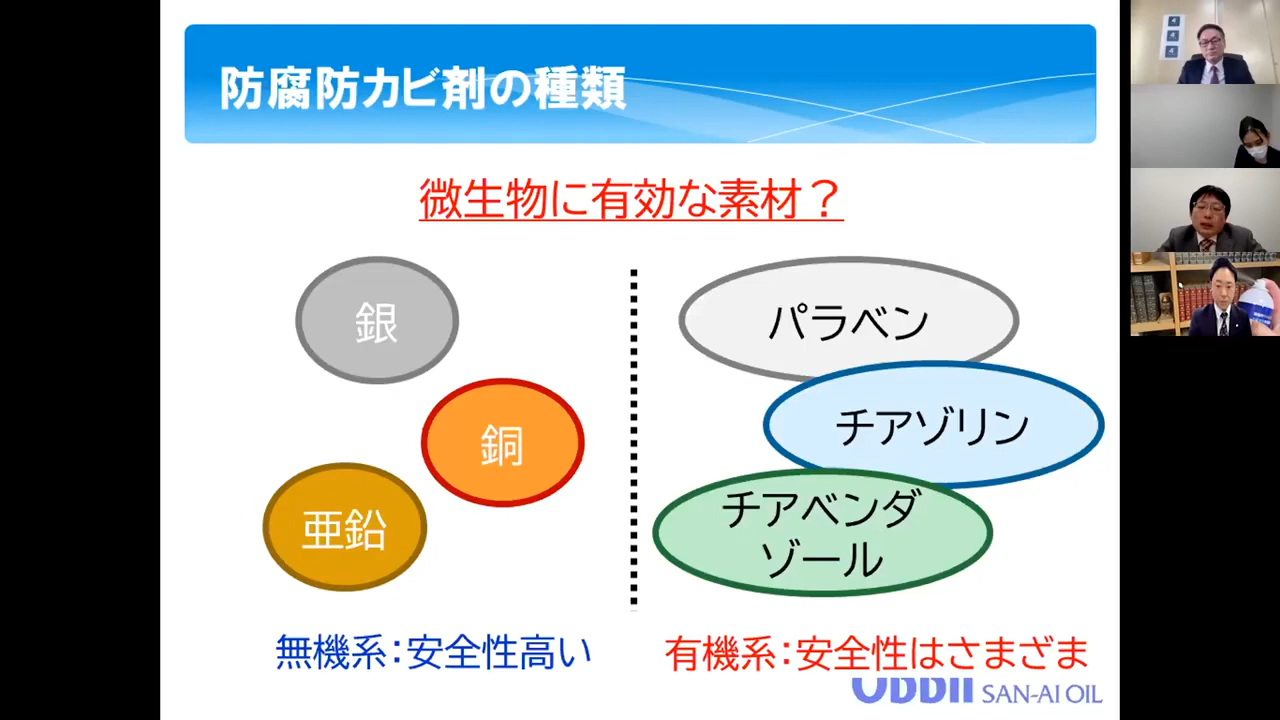 防腐防カビ剤の種類
微生物に有効な素材？
銀
銅
亜鉛
パラベン
チアゾリン
チアベンダ
ゾール
無機系：安全性高い
有機系：安全性はさまざま
SAN-AI OIL